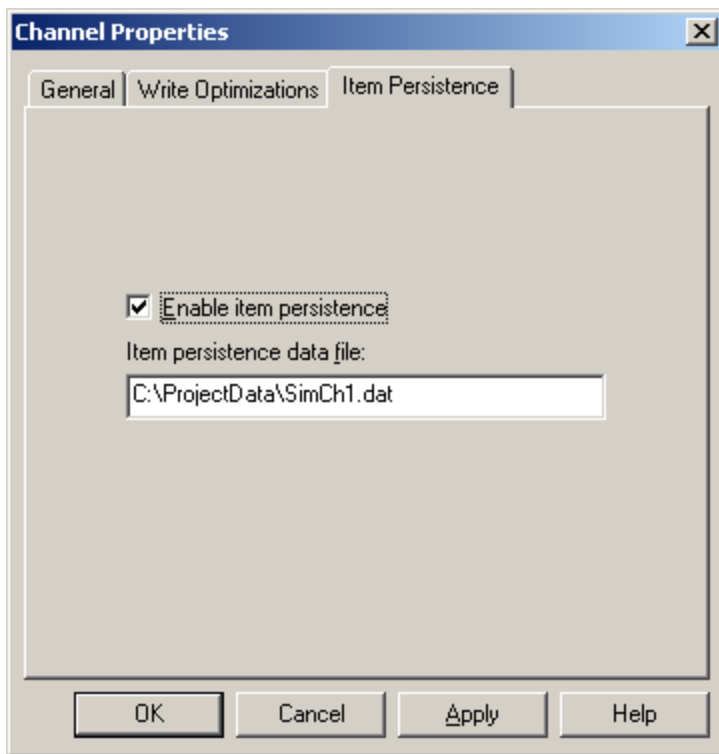 Channel Properties
General Write Optimizations Item Persistence
Enable item persistence
Item persistence data file:
C:\ProjectData\SimCh1.dat
OK Cancel Apply Help